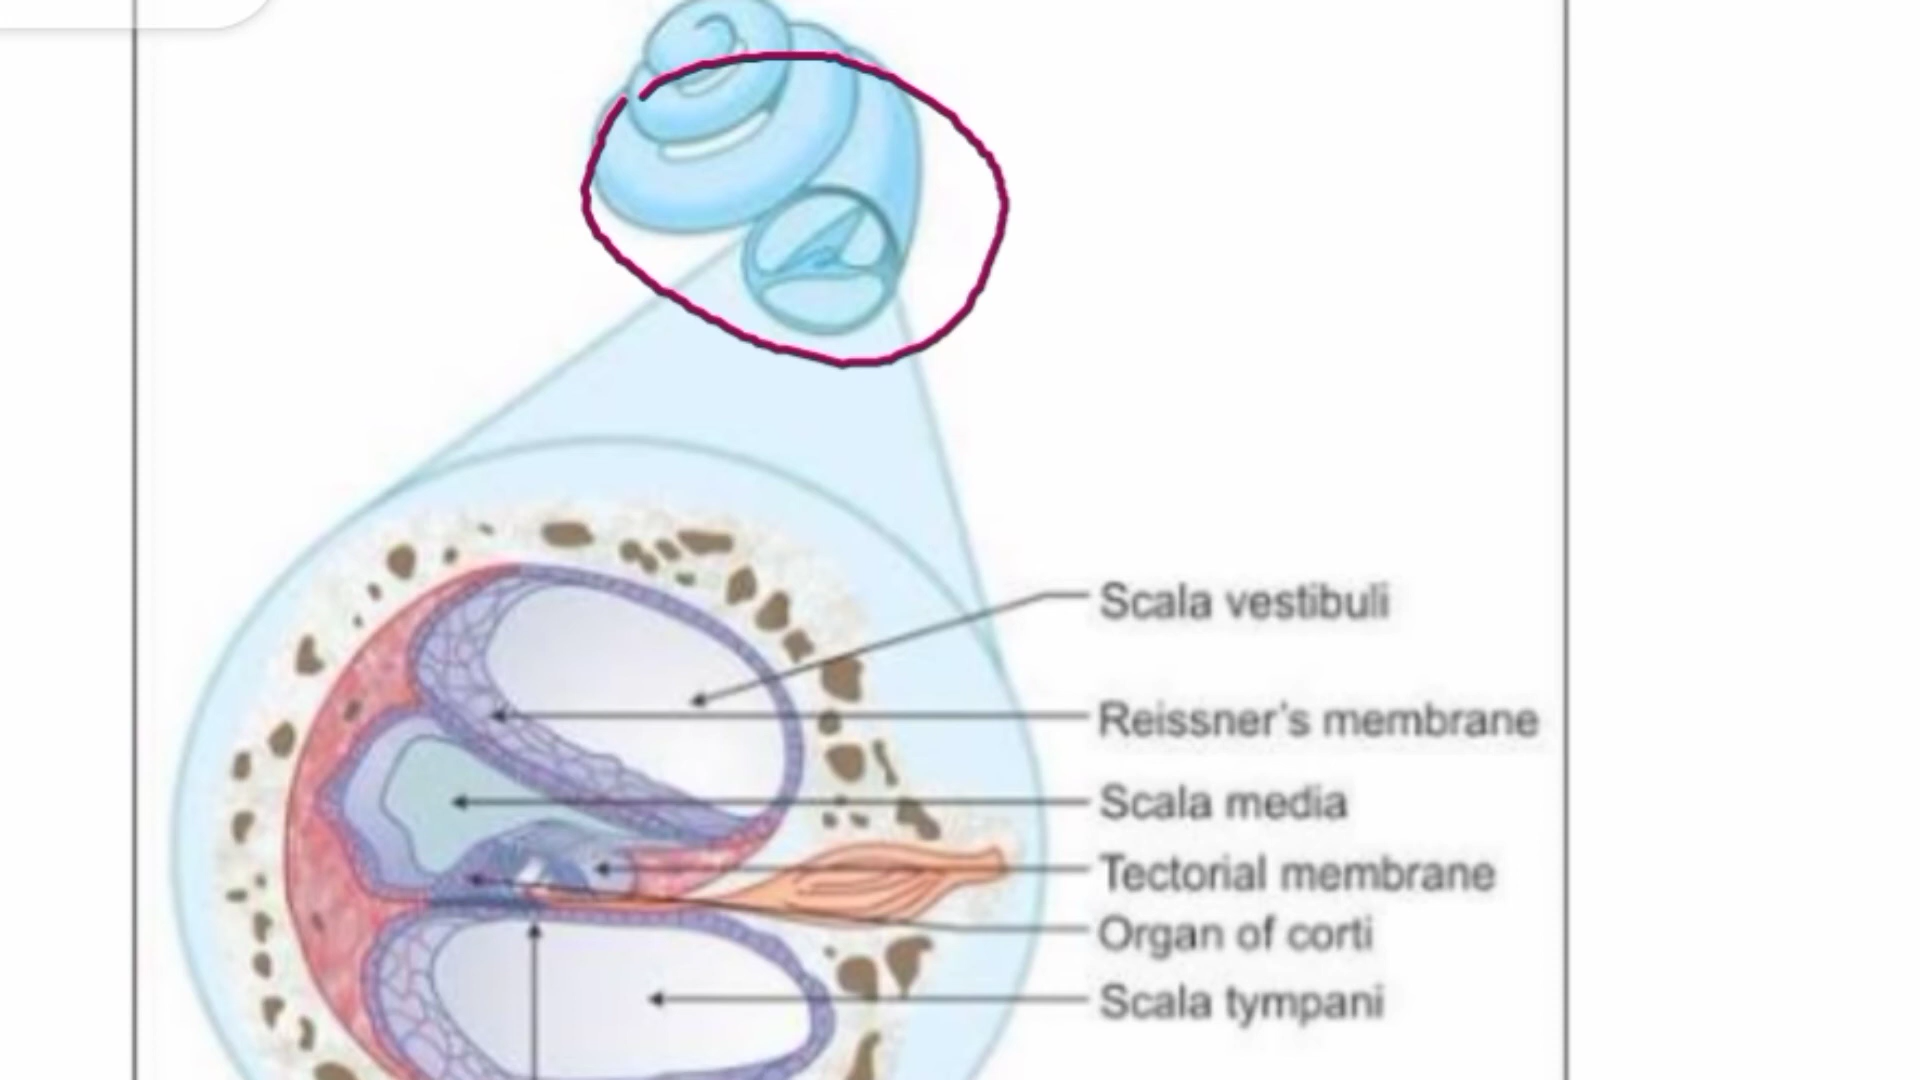 Scala vestibuli
Reissner's membrane
Scala media
Tectorial membrane
Organ of corti
Scala tympani